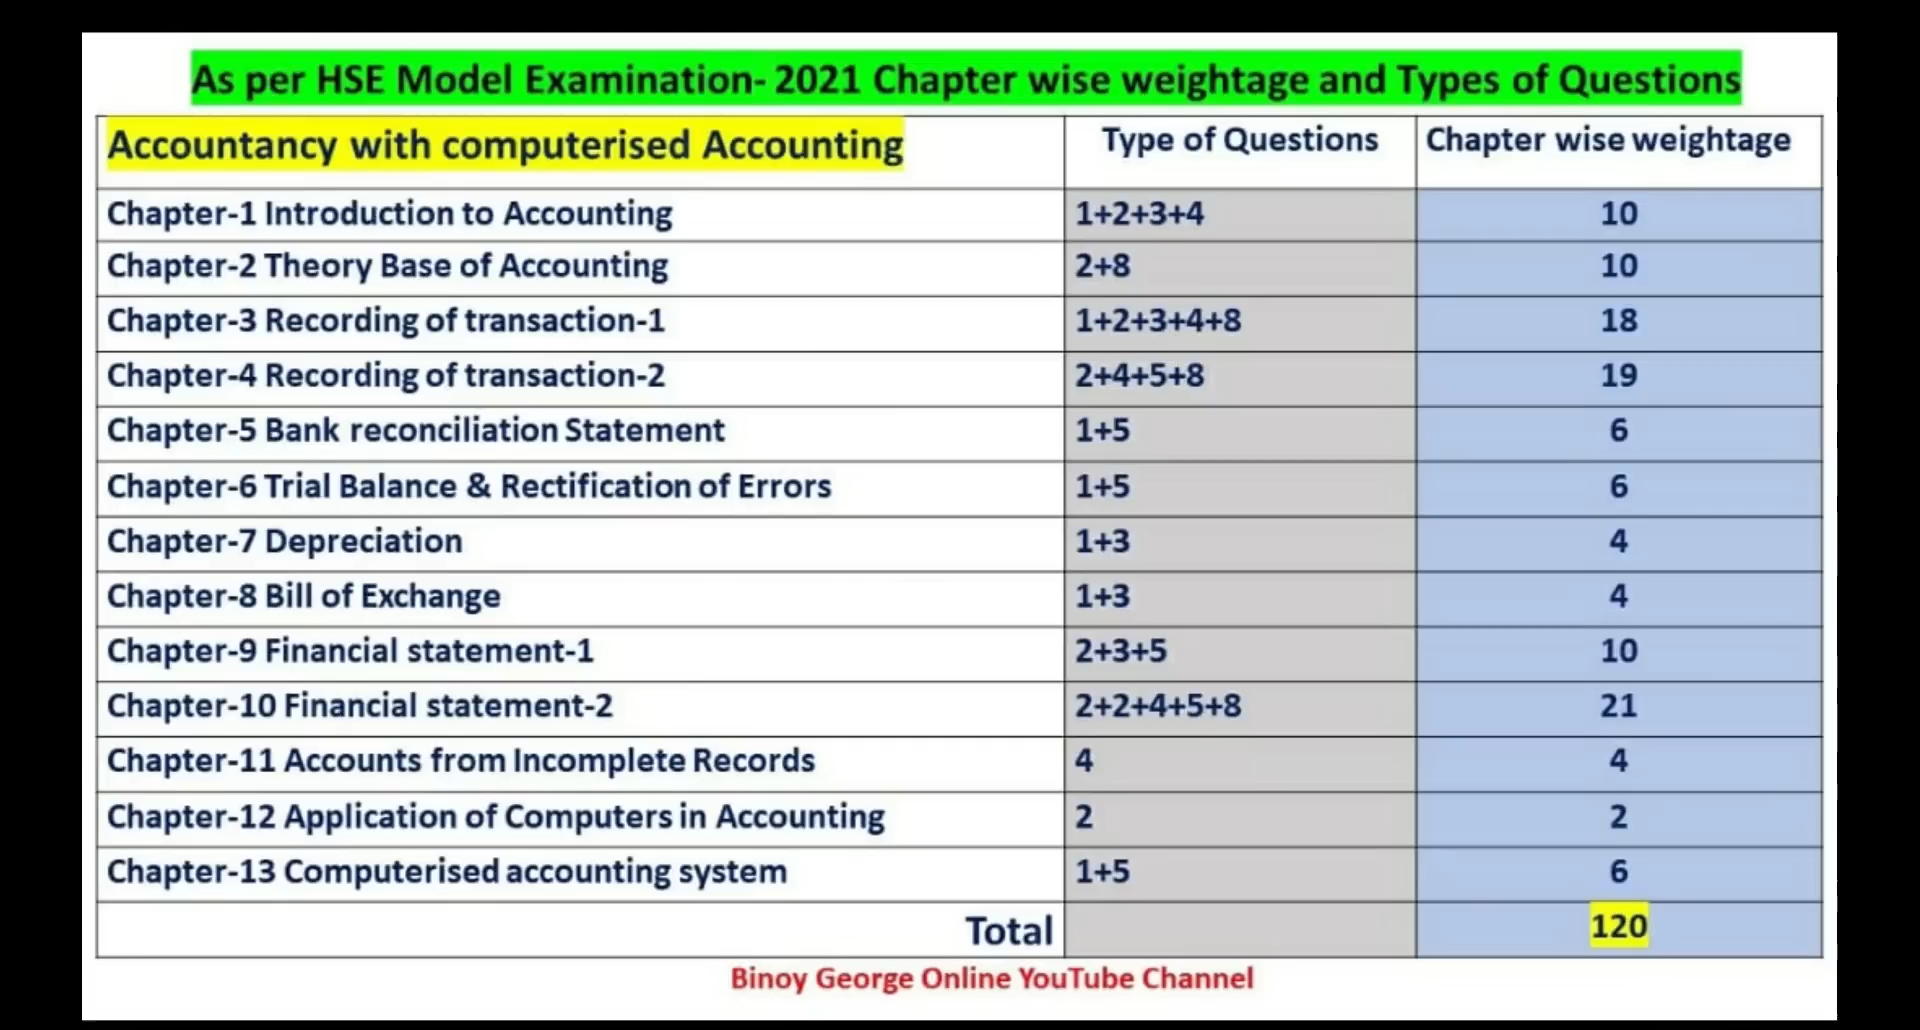 As per HSE Model Examination- 2021 Chapter wise weightage and Types of Questions
Accountancy with computerised Accounting Type of Questions Chapter wise weightage
Chapter-1 Introduction to Accounting 1+2+3+4 10
Chapter-2 Theory Base of Accounting 2+8 10
Chapter-3 Recording of transaction-1 1+2+3+4+8 18
Chapter-4 Recording of transaction-2 2+4+5+8 19
Chapter-5 Bank reconciliation Statement 1+5 6
Chapter-6 Trial Balance & Rectification of Errors 1+5 6
Chapter-7 Depreciation 1+3 4
Chapter-8 Bill of Exchange 1+3 4
Chapter-9 Financial statement-1 2+3+5 10
Chapter-10 Financial statement-2 2+2+4+5+8 21
Chapter-11 Accounts from Incomplete Records 4 4
Chapter-12 Application of Computers in Accounting 2 2
Chapter-13 Computerised accounting system 1+5 6
Total 120
Binoy George Online YouTube Channel